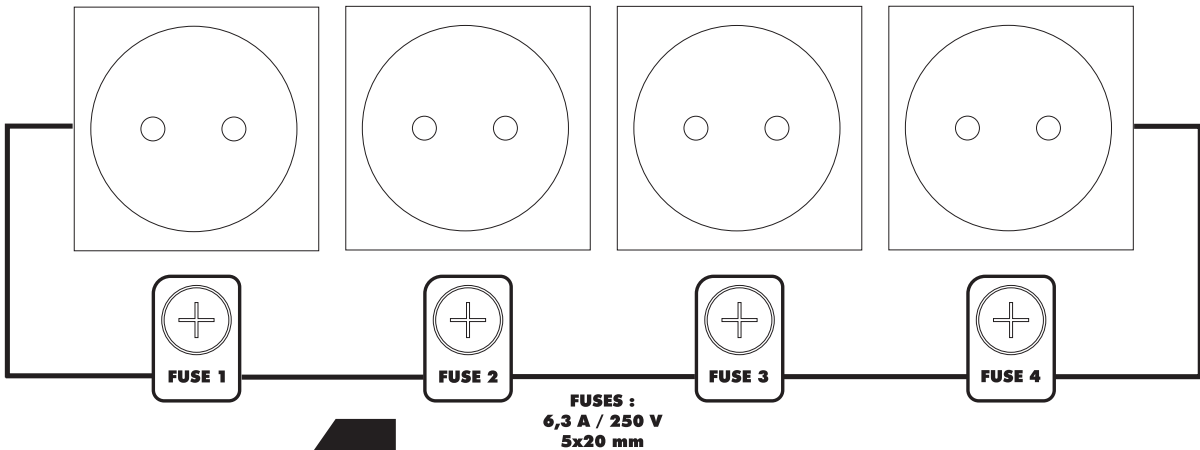 FUSE 1
FUSE 2
FUSE 3
FUSE 4
FUSES :
6,3 A / 250 V
5x20 mm